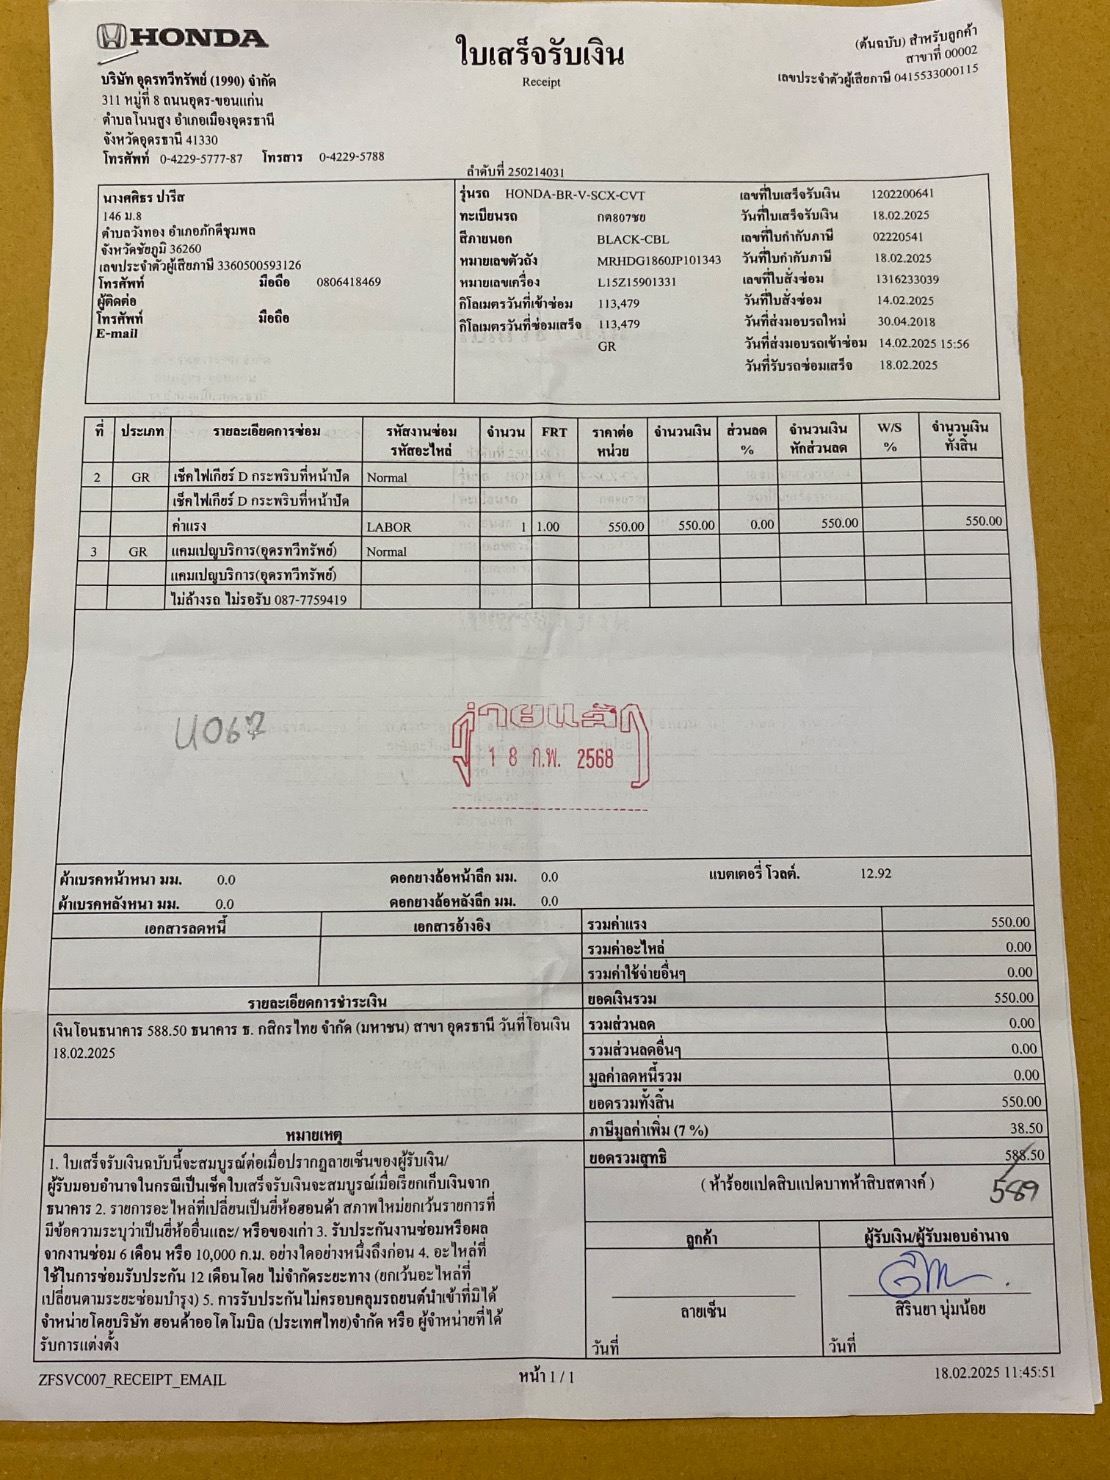 HONDA
ใบเสร็จรับเงิน
Receipt
(ต้นฉบับ) สำหรับลูกค้า
สาขาที่ 00002
เลขประจำตัวผู้เสียภาษี 0415533000115
บริษัท อุดรทวีทรัพย์ (1990) จำกัด
311 หมู่ที่ 8 ถนนอุดร-ขอนแก่น
ตำบลโนนสูง อำเภอเมืองอุดรธานี
จังหวัดอุดรธานี 41330
โทรศัพท์ 0-4229-5777-87 โทรสาร 0-4229-5788
ลำดับที่ 250214031
นางศศิธร ปารีส
146 ม.8
ตำบลวังทอง อำเภอภักดีชุมพล
จังหวัดชัยภูมิ 36260
เลขประจำตัวผู้เสียภาษี 3360500593126
โทรศัพท์ มือถือ 0806418469
ผู้ติดต่อ
โทรศัพท์ มือถือ
E-mail
รุ่นรถ HONDA-BR-V-SCX-CVT
ทะเบียนรถ กต807ชย
สีภายนอก BLACK-CBL
หมายเลขตัวถัง MRHDG1860JP101343
หมายเลขเครื่อง L15Z15901331
กิโลเมตรวันที่เข้าซ่อม 113,479
กิโลเมตรวันที่ซ่อมเสร็จ 113,479
GR
เลขที่ใบเสร็จรับเงิน 1202200641
วันที่ใบเสร็จรับเงิน 18.02.2025
เลขที่ใบกำกับภาษี 02220541
วันที่ใบกำกับภาษี 18.02.2025
เลขที่ใบสั่งซ่อม 1316233039
วันที่ใบสั่งซ่อม 14.02.2025
วันที่ส่งมอบรถใหม่ 30.04.2018
วันที่ส่งมอบรถเข้าซ่อม 14.02.2025 15:56
วันที่รับรถซ่อมเสร็จ 18.02.2025
ที่ ประเภท รายละเอียดการซ่อม รหัสงานซ่อม รหัสอะไหล่ จำนวน FRT ราคาต่อหน่วย จำนวนเงิน ส่วนลด % จำนวนเงินหักส่วนลด W/S % จำนวนเงินทั้งสิ้น
2 GR เช็คไฟเกียร์ D กระพริบที่หน้าปัด Normal
เช็คไฟเกียร์ D กระพริบที่หน้าปัด
ค่าแรง LABOR 1 1.00 550.00 550.00 0.00 550.00 550.00
3 GR แคมเปญบริการ(อุดรทวีทรัพย์) Normal
แคมเปญบริการ(อุดรทวีทรัพย์)
ไม่ล้างรถ ไม่รอรับ 087-7759419
U067
จ่ายแล้ว
18 ก.พ. 2568
ผ้าเบรคหน้าหนา มม. 0.0 ดอกยางล้อหน้าลึก มม. 0.0 แบตเตอรี่ โวลต์. 12.92
ผ้าเบรคหลังหนา มม. 0.0 ดอกยางล้อหลังลึก มม. 0.0
เอกสารลดหนี้ เอกสารอ้างอิง
รวมค่าแรง 550.00
รวมค่าอะไหล่ 0.00
รวมค่าใช้จ่ายอื่นๆ 0.00
ยอดเงินรวม 550.00
รวมส่วนลด 0.00
รวมส่วนลดอื่นๆ 0.00
มูลค่าลดหนี้รวม 0.00
ยอดรวมทั้งสิ้น 550.00
ภาษีมูลค่าเพิ่ม (7 %) 38.50
ยอดรวมสุทธิ 588.50
(ห้าร้อยแปดสิบแปดบาทห้าสิบสตางค์)
589
รายละเอียดการชำระเงิน
เงินโอนธนาคาร 588.50 ธนาคาร ธ. กสิกรไทย จำกัด (มหาชน) สาขา อุดรธานี วันที่โอนเงิน
18.02.2025
หมายเหตุ
1. ใบเสร็จรับเงินฉบับนี้จะสมบูรณ์ต่อเมื่อปรากฏลายเซ็นของผู้รับเงิน/
ผู้รับมอบอำนาจในกรณีเป็นเช็คใบเสร็จรับเงินจะสมบูรณ์เมื่อเรียกเก็บเงินจาก
ธนาคาร 2. รายการอะไหล่ที่เปลี่ยนเป็นยี่ห้อฮอนด้า สภาพใหม่ยกเว้นรายการที่
มีข้อความระบุว่าเป็นยี่ห้ออื่นและ/ หรือของเก่า 3. รับประกันงานซ่อมหรือผล
จากงานซ่อม 6 เดือน หรือ 10,000 ก.ม. อย่างใดอย่างหนึ่งถึงก่อน 4. อะไหล่ที่
ใช้ในการซ่อมรับประกัน 12 เดือนโดย ไม่จำกัดระยะทาง (ยกเว้นอะไหล่ที่
เปลี่ยนตามระยะซ่อมบำรุง) 5. การรับประกันไม่ครอบคลุมรถยนต์นำเข้าที่มิได้
จำหน่ายโดยบริษัท ฮอนด้าออโตโมบิล (ประเทศไทย)จำกัด หรือ ผู้จำหน่ายที่ได้
รับการแต่งตั้ง
ลูกค้า
ลายเซ็น
วันที่
ผู้รับเงิน/ผู้รับมอบอำนาจ
สิรินยา นุ่มน้อย
วันที่
ZFSVC007_RECEIPT_EMAIL หน้า 1 / 1 18.02.2025 11:45:51